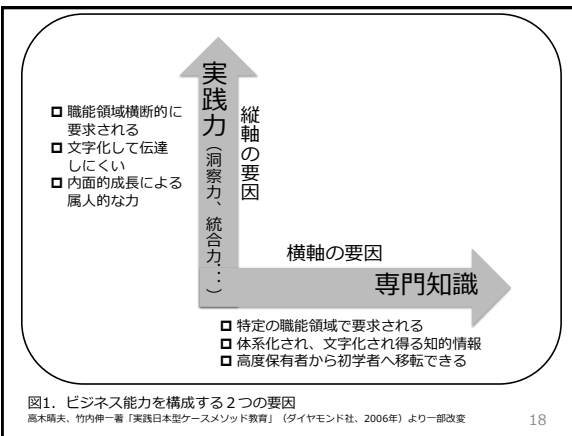 実践力（洞察力、統合力…）
縦軸の要因
職能領域横断的に
要求される
文字化して伝達
しにくい
内面的成長による
属人的な力
横軸の要因
専門知識
特定の職能領域で要求される
体系化され、文字化され得る知的情報
高度保有者から初学者へ移転できる
図1．ビジネス能力を構成する２つの要因
高木晴夫、竹内伸一著「実践日本型ケースメソッド教育」（ダイヤモンド社、2006年）より一部改変
18